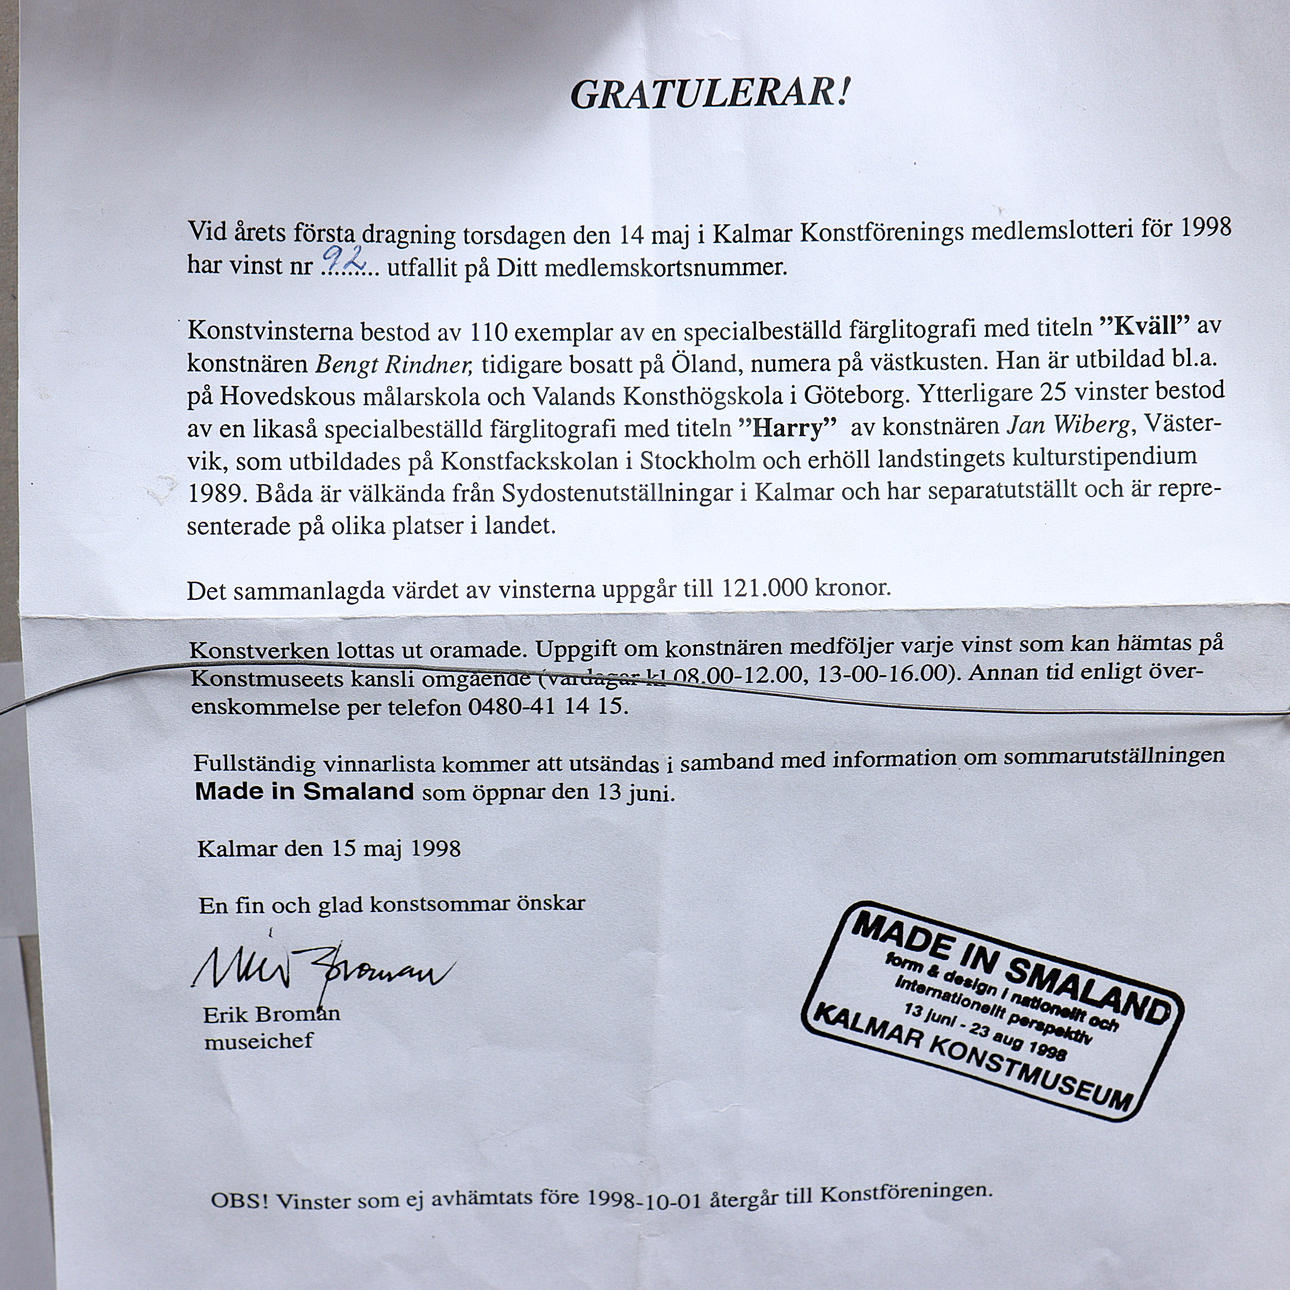 GRATULERAR!
Vid årets första dragning torsdagen den 14 maj i Kalmar Konstförenings medlemslotteri för 1998
har vinst nr 92 utfallit på Ditt medlemskortsnummer.
Konstvinsterna bestod av 110 exemplar av en specialbeställd färglitografi med titeln ”Kväll” av
konstnären Bengt Rindner, tidigare bosatt på Öland, numera på västkusten. Han är utbildad bl.a.
på Hovedskous målarskola och Valands Konsthögskola i Göteborg. Ytterligare 25 vinster bestod
av en likaså specialbeställd färglitografi med titeln ”Harry” av konstnären Jan Wiberg, Väster-
vik, som utbildades på Konstfackskolan i Stockholm och erhöll landstingets kulturstipendium
1989. Båda är välkända från Sydostenutställningar i Kalmar och har separatutställt och är repre-
senterade på olika platser i landet.
Det sammanlagda värdet av vinsterna uppgår till 121.000 kronor.
Konstverken lottas ut oramade. Uppgift om konstnären medföljer varje vinst som kan hämtas på
Konstmuseets kansli omgående (vardagar kl 08.00-12.00, 13-00-16.00). Annan tid enligt över-
enskommelse per telefon 0480-41 14 15.
Fullständig vinnarlista kommer att utsändas i samband med information om sommarutställningen
Made in Smaland som öppnar den 13 juni.
Kalmar den 15 maj 1998
En fin och glad konstsommar önskar
Erik Broman
Erik Broman
museichef
MADE IN SMALAND
form & design i nationellt och
internationellt perspektiv
13 juni - 23 aug 1998
KALMAR KONSTMUSEUM
OBS! Vinster som ej avhämtats före 1998-10-01 återgår till Konstföreningen.